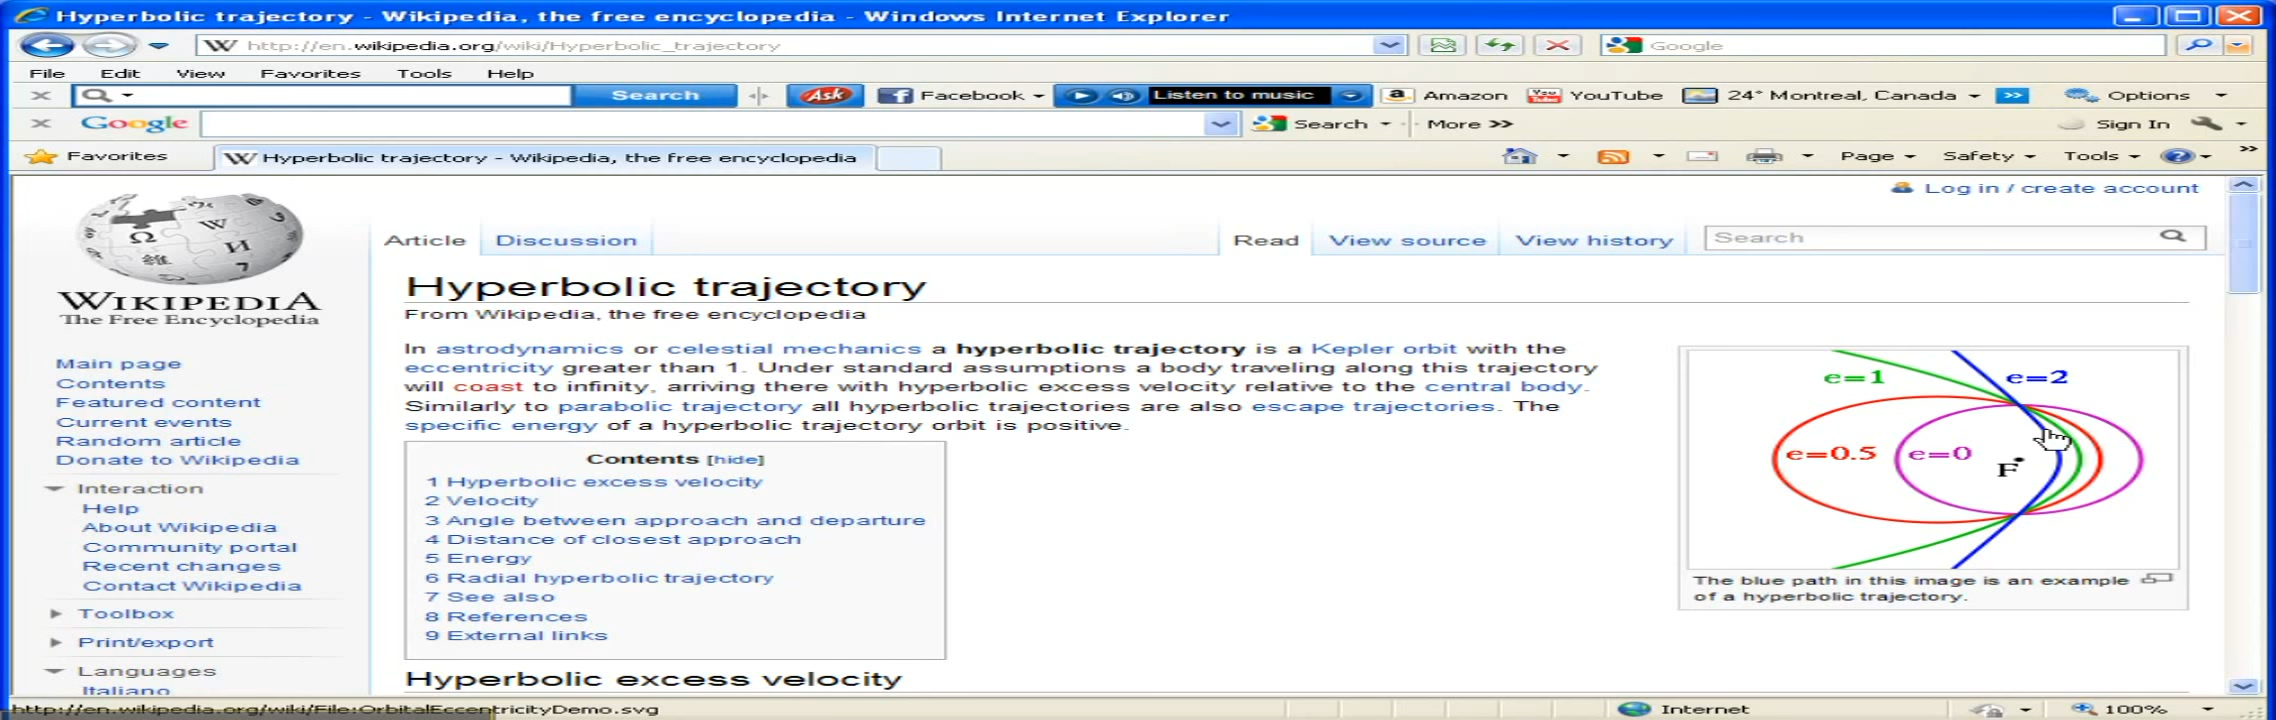 Hyperbolic trajectory - Wikipedia, the free encyclopedia - Windows Internet Explorer
http://en.wikipedia.org/wiki/Hyperbolic_trajectory
Google
File Edit View Favorites Tools Help
Search Ask Facebook Listen to music Amazon YouTube 24° Montreal, Canada >> Options
Google Search More >> Sign In
Favorites Hyperbolic trajectory - Wikipedia, the free encyclopedia Page Safety Tools >>
Log in / create account
Article Discussion Read View source View history Search
WIKIPEDIA
The Free Encyclopedia
Main page
Contents
Featured content
Current events
Random article
Donate to Wikipedia
Interaction
Help
About Wikipedia
Community portal
Recent changes
Contact Wikipedia
Toolbox
Print/export
Languages
Italiano
Hyperbolic trajectory
From Wikipedia, the free encyclopedia
In astrodynamics or celestial mechanics a hyperbolic trajectory is a Kepler orbit with the
eccentricity greater than 1. Under standard assumptions a body traveling along this trajectory
will coast to infinity, arriving there with hyperbolic excess velocity relative to the central body.
Similarly to parabolic trajectory all hyperbolic trajectories are also escape trajectories. The
specific energy of a hyperbolic trajectory orbit is positive.
Contents [hide]
1 Hyperbolic excess velocity
2 Velocity
3 Angle between approach and departure
4 Distance of closest approach
5 Energy
6 Radial hyperbolic trajectory
7 See also
8 References
9 External links
Hyperbolic excess velocity
e=1 e=2
e=0.5 e=0
F
The blue path in this image is an example
of a hyperbolic trajectory.
http://en.wikipedia.org/wiki/File:OrbitalEccentricityDemo.svg
Internet 100%